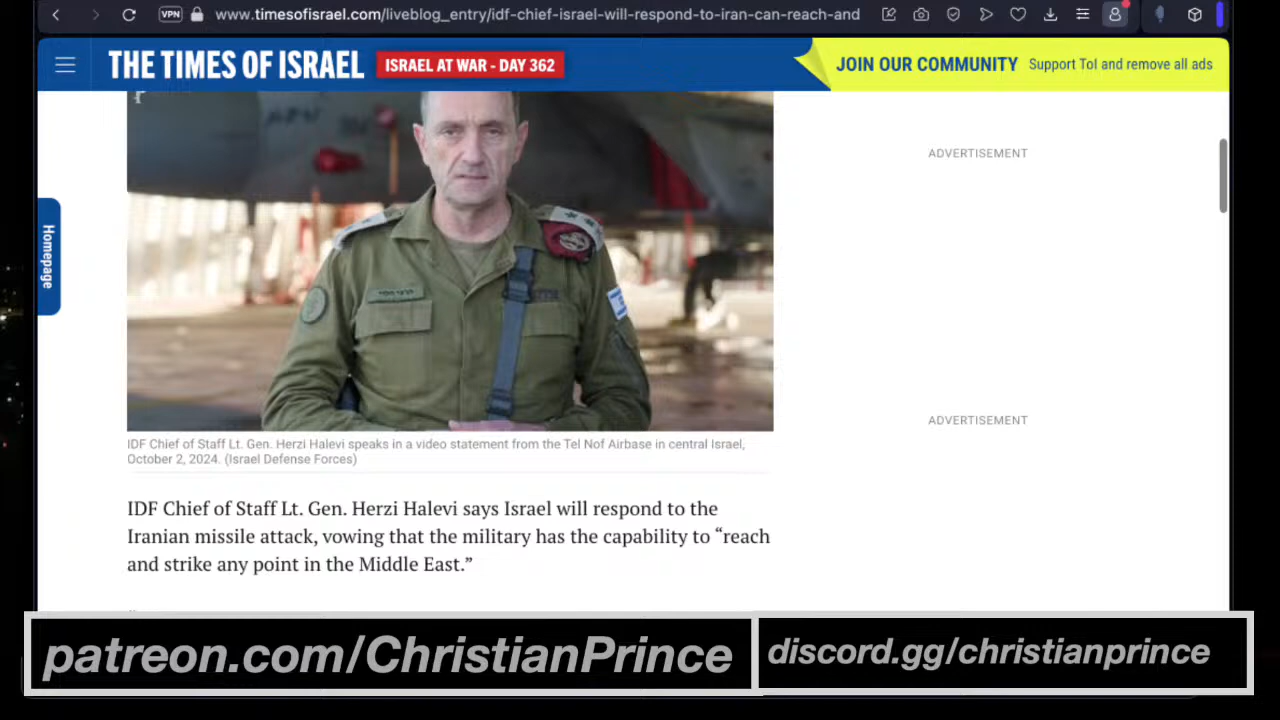 VPN
www.timesofisrael.com/liveblog_entry/idf-chief-israel-will-respond-to-iran-can-reach-and
THE TIMES OF ISRAEL
ISRAEL AT WAR - DAY 362
JOIN OUR COMMUNITY Support ToI and remove all ads
ADVERTISEMENT
Homepage
ADVERTISEMENT
IDF Chief of Staff Lt. Gen. Herzi Halevi speaks in a video statement from the Tel Nof Airbase in central Israel,
October 2, 2024. (Israel Defense Forces)
IDF Chief of Staff Lt. Gen. Herzi Halevi says Israel will respond to the
Iranian missile attack, vowing that the military has the capability to “reach
and strike any point in the Middle East.”
patreon.com/ChristianPrince
discord.gg/christianprince